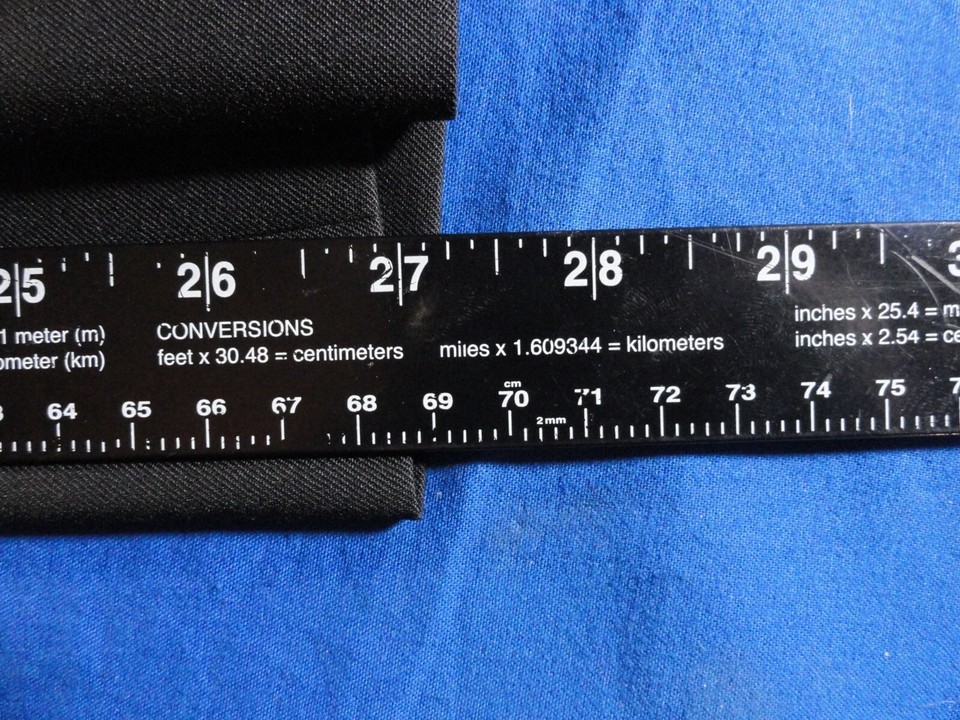 25 26 27 28 29 3
1 meter (m)
ometer (km)
CONVERSIONS
feet x 30.48 = centimeters
miles x 1.609344 = kilometers
inches x 25.4 = m
inches x 2.54 = ce
cm
64 65 66 67 68 69 70 71 72 73 74 75 7
2mm